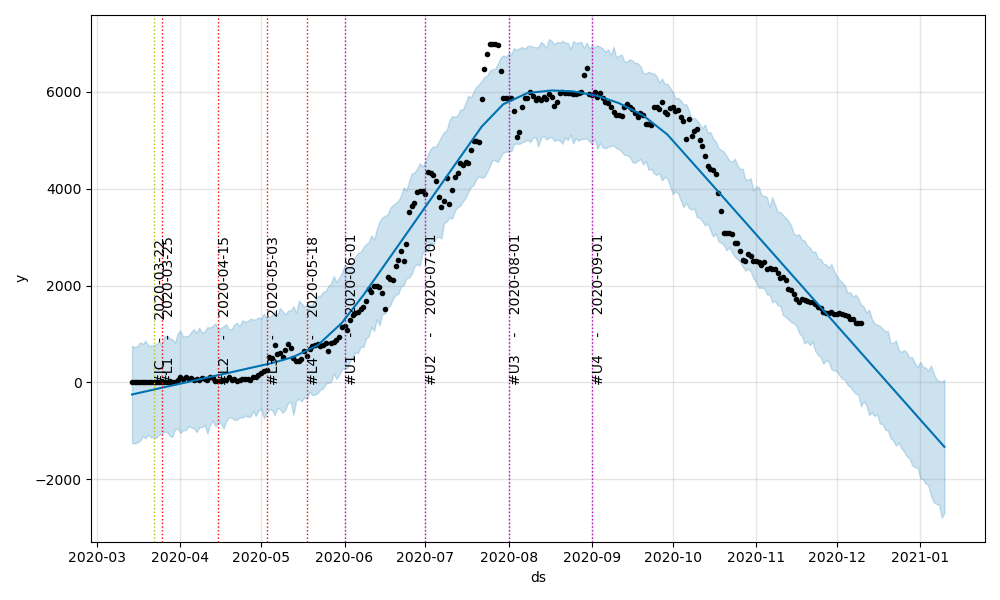 6000
4000
2000
0
−2000
y
#JC - 2020-03-22
#L1 - 2020-03-25
#L2 - 2020-04-15
#L3 - 2020-05-03
#L4 - 2020-05-18
#U1 - 2020-06-01
#U2 - 2020-07-01
#U3 - 2020-08-01
#U4 - 2020-09-01
2020-03
2020-04
2020-05
2020-06
2020-07
2020-08
2020-09
2020-10
2020-11
2020-12
2021-01
ds